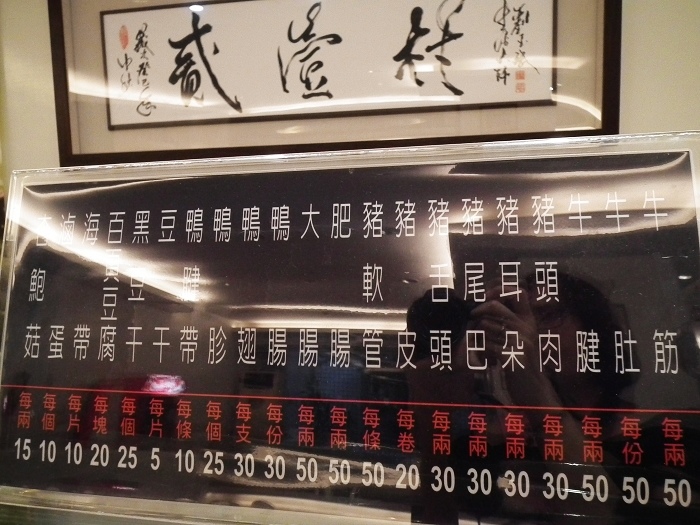 牛筋 每兩 50
牛肚 每份 50
牛腱 每兩 50
豬頭肉 每兩 30
豬耳朵 每兩 30
豬尾巴 每兩 30
豬舌頭 每兩 30
豬皮 每卷 20
豬軟管 每條 50
肥腸 每兩 50
大腸 每兩 50
鴨腸 每份 30
鴨翅 每支 30
鴨胗 每個 25
鴨腱帶 每條 10
豆干 每片 5
黑豆干 每個 25
百頁豆腐 每塊 20
海帶 每片 10
滷蛋 每個 10
杏鮑菇 每兩 15